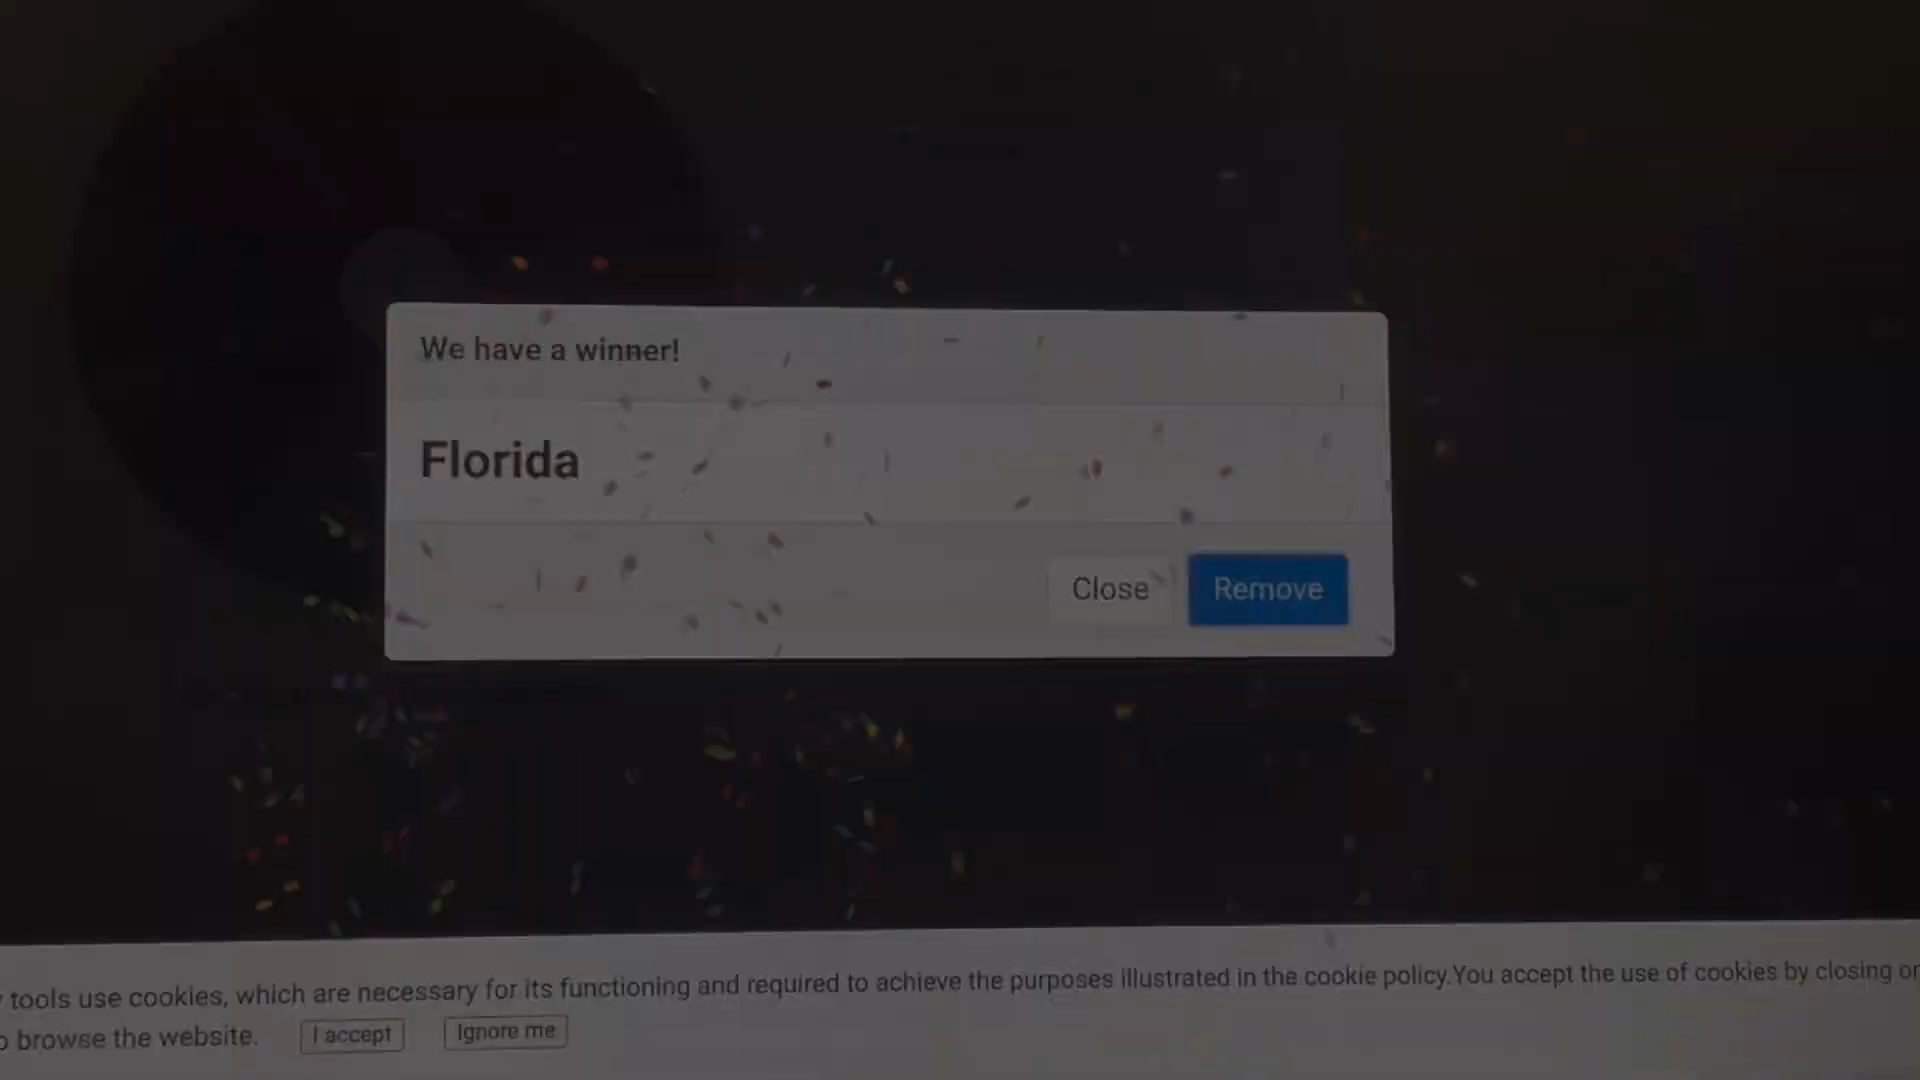 We have a winner!
Florida
Close
Remove
tools use cookies, which are necessary for its functioning and required to achieve the purposes illustrated in the cookie policy.You accept the use of cookies by closing or
browse the website.
I accept
Ignore me